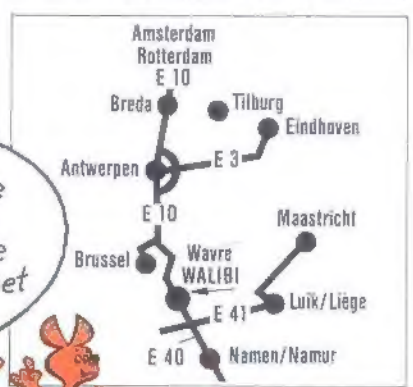 Amsterdam
Rotterdam
E 10
Breda
Tilburg
Eindhoven
E 3
Antwerpen
E 10
Maastricht
Brussel
Wavre
WALIBI
Luik/Liège
E 41
E 40
Namen/Namur
e
e
et